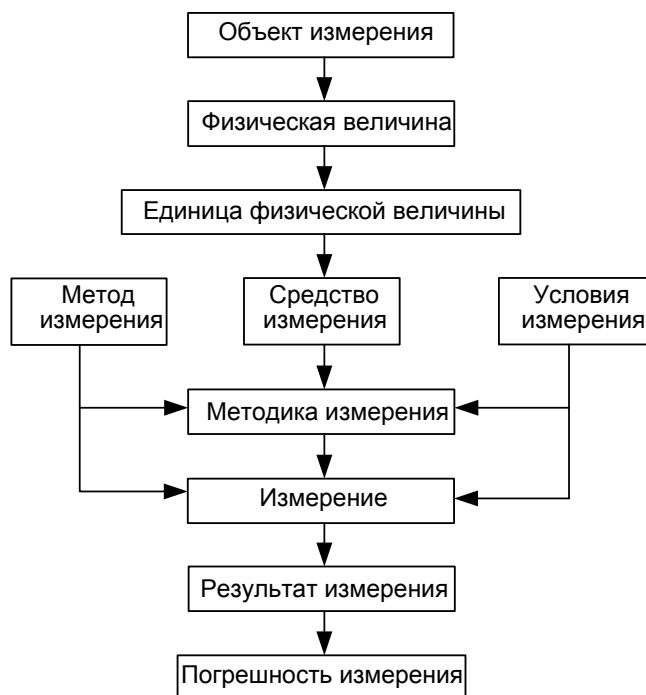 Объект измерения
Физическая величина
Единица физической величины
Метод
измерения
Средство
измерения
Условия
измерения
Методика измерения
Измерение
Результат измерения
Погрешность измерения